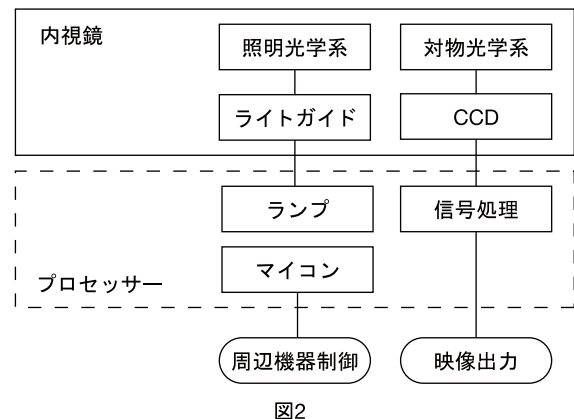 内視鏡
照明光学系
対物光学系
ライトガイド
CCD
ランプ
信号処理
マイコン
プロセッサー
周辺機器制御
映像出力
図2